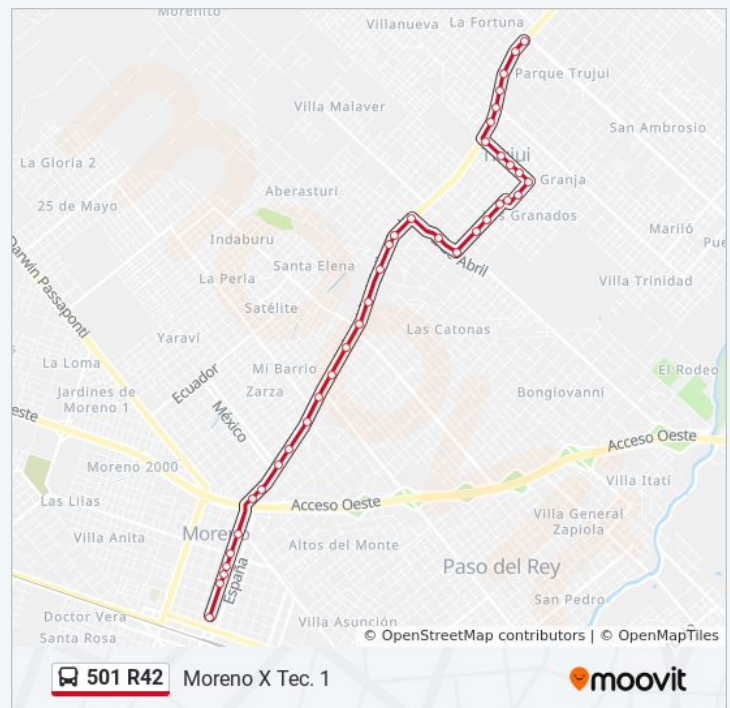 Morenito
La Fortuna
Villanueva
Parque Trujui
Villa Malaver
San Ambrosio
La Gloria 2
Granja
Aberasturi
25 de Mayo
Mariló
Indaburu
Santa Elena
Abril
La Perla
Villa Trinidad
Darwin Passaponti
Satélite
Las Catonas
Yaraví
La Loma
Mi Barrio
El Rodeo
Ecuador
Jardines de
Moreno 1
Zarza
Bongiovanni
México
este
Acceso Oeste
Moreno 2000
Villa Itatí
Las Lilas
Acceso Oeste
Villa General
Zapiola
Villa Anita
Moreno
Altos del Monte
Paso del Rey
España
San Pedro
Doctor Vera
Villa Asunción
Santa Rosa
© OpenStreetMap contributors | © OpenMapTiles
501 R42 Moreno X Tec. 1
moovit